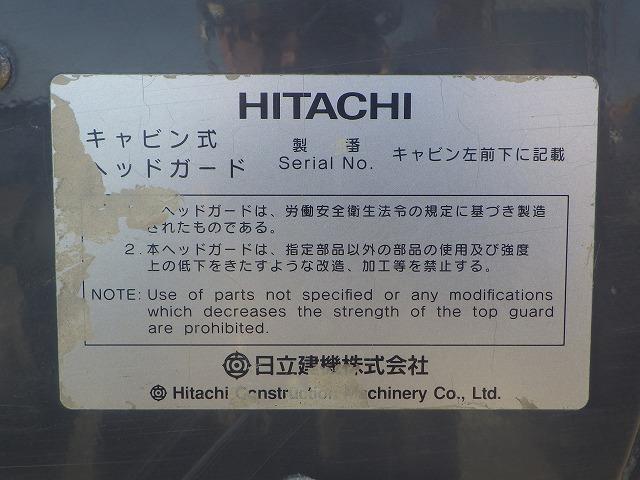 HITACHI
キャビン式
ヘッドガード
製 番
Serial No.
キャビン左前下に記載
ヘッドガードは、労働安全衛生法令の規定に基づき製造
されたものである。
2. 本ヘッドガードは、指定部品以外の部品の使用及び強度
上の低下をきたすような改造、加工等を禁止する。
NOTE: Use of parts not specified or any modifications
which decreases the strength of the top guard
are prohibited.
日立建機株式会社
Hitachi Construction Machinery Co., Ltd.